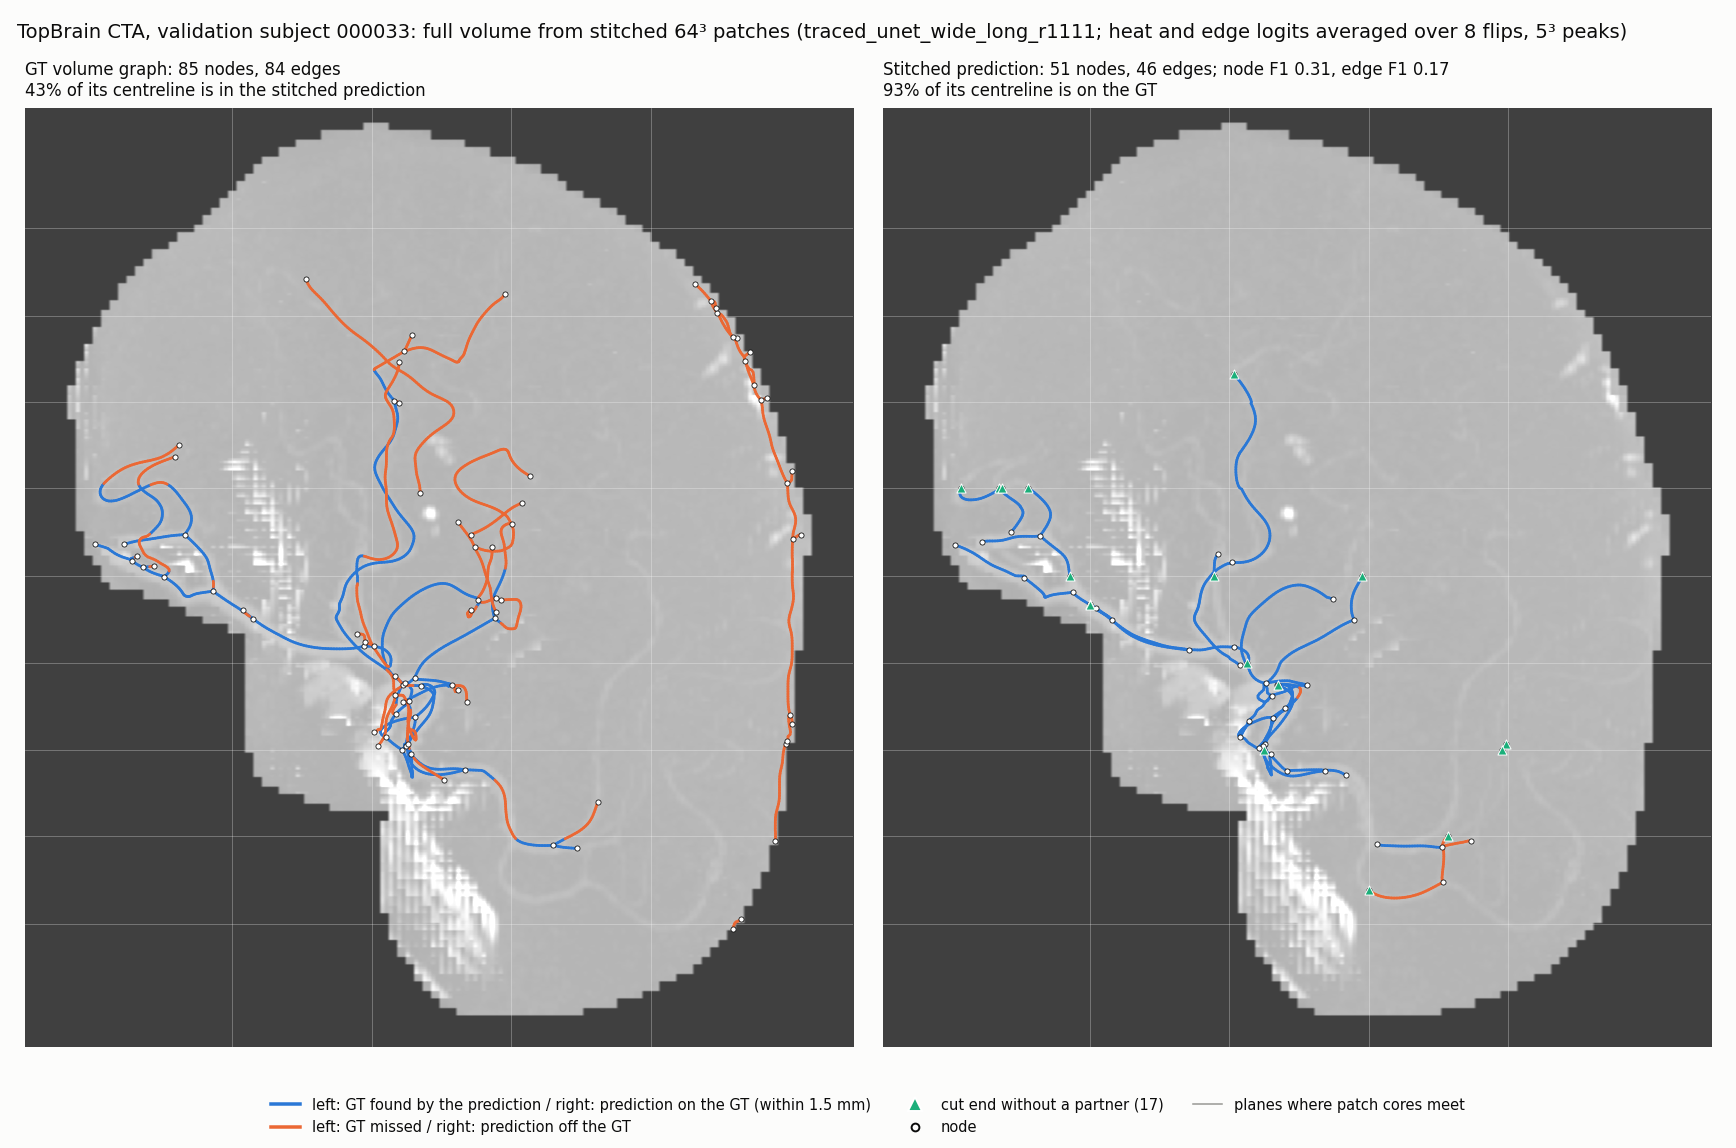 TopBrain CTA, validation subject 000033: full volume from stitched 64³ patches (traced_unet_wide_long_r1111; heat and edge logits averaged over 8 flips, 5³ peaks)
GT volume graph: 85 nodes, 84 edges
43% of its centreline is in the stitched prediction
Stitched prediction: 51 nodes, 46 edges; node F1 0.31, edge F1 0.17
93% of its centreline is on the GT
left: GT found by the prediction / right: prediction on the GT (within 1.5 mm)
left: GT missed / right: prediction off the GT
cut end without a partner (17)
node
planes where patch cores meet